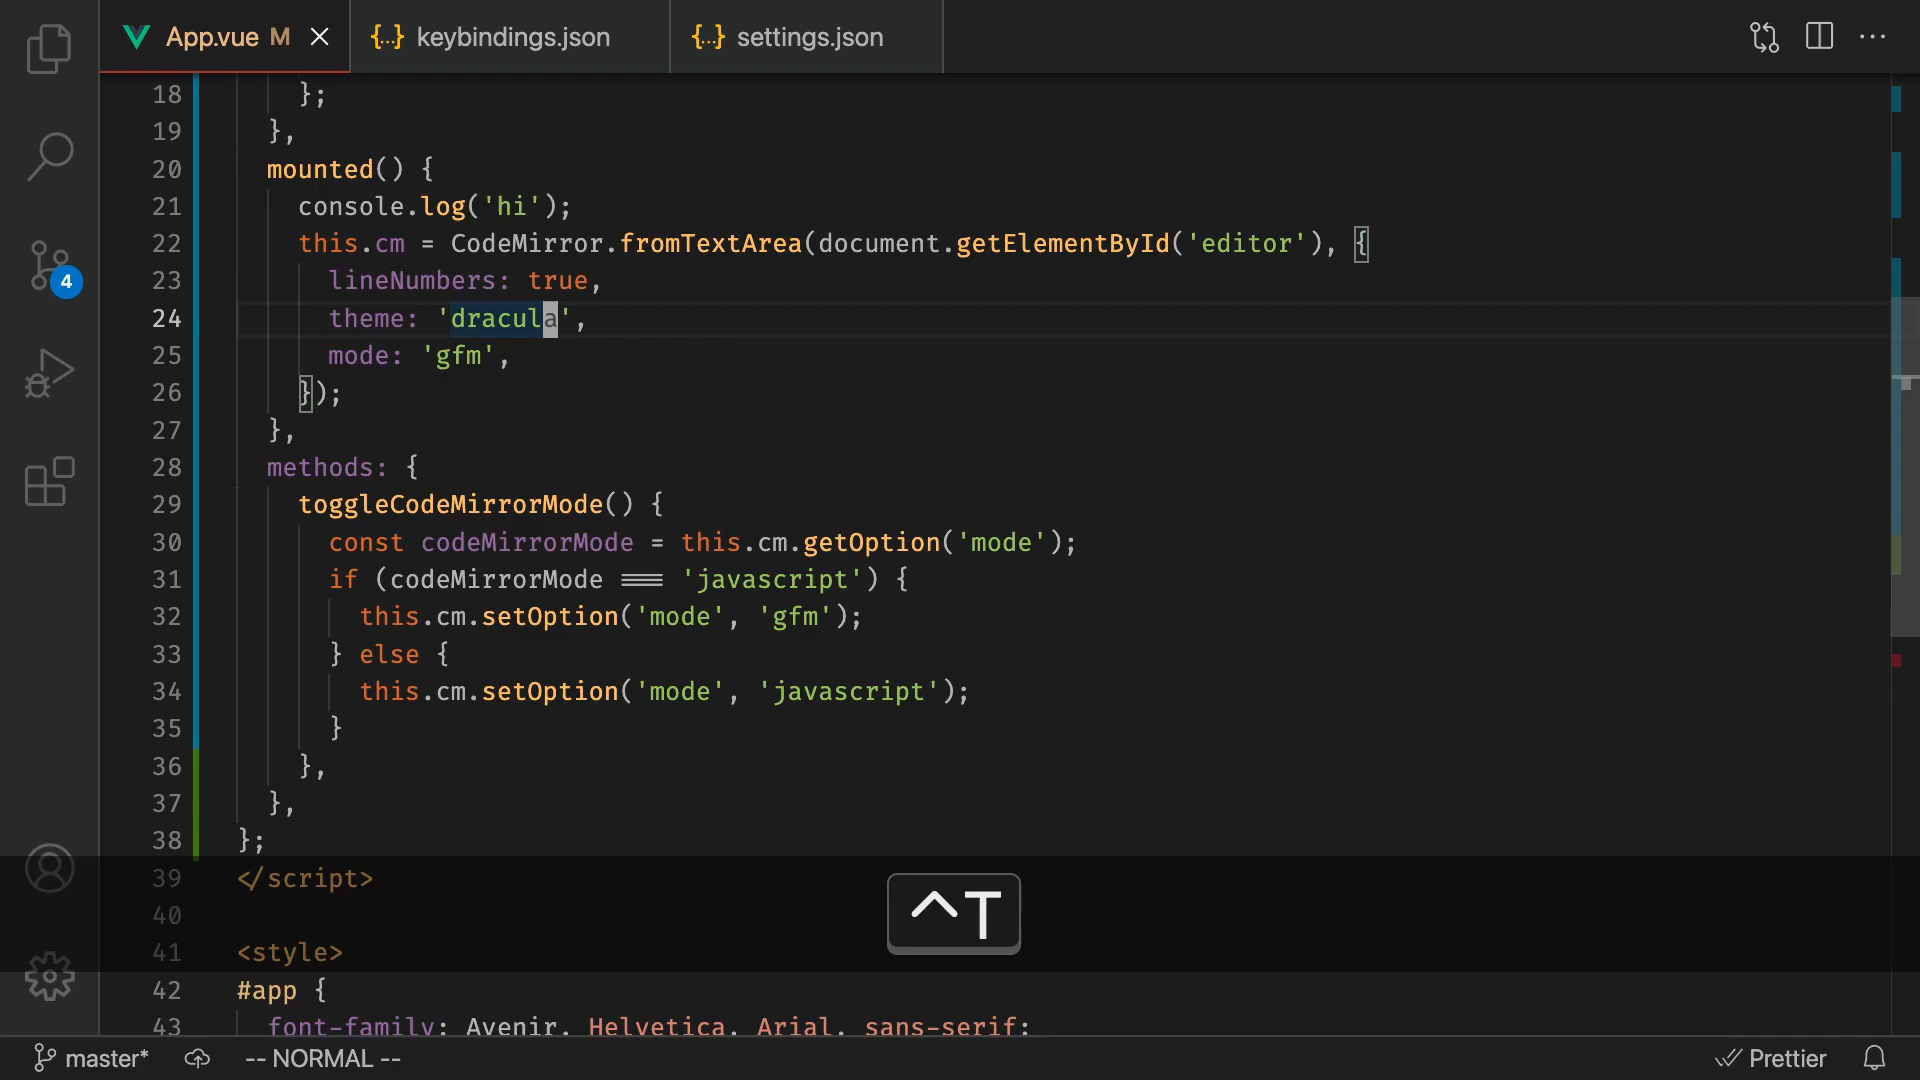 App.vue M
{..} keybindings.json
{..} settings.json
18 };
19 },
20 mounted() {
21 console.log('hi');
22 this.cm = CodeMirror.fromTextArea(document.getElementById('editor'), {
23 lineNumbers: true,
24 theme: 'dracula',
25 mode: 'gfm',
26 });
27 },
28 methods: {
29 toggleCodeMirrorMode() {
30 const codeMirrorMode = this.cm.getOption('mode');
31 if (codeMirrorMode === 'javascript') {
32 this.cm.setOption('mode', 'gfm');
33 } else {
34 this.cm.setOption('mode', 'javascript');
35 }
36 },
37 },
38 };
39 </script>
40
41 <style>
42 #app {
43 font-family: Avenir, Helvetica, Arial, sans-serif;
4
^T
master*
-- NORMAL --
Prettier